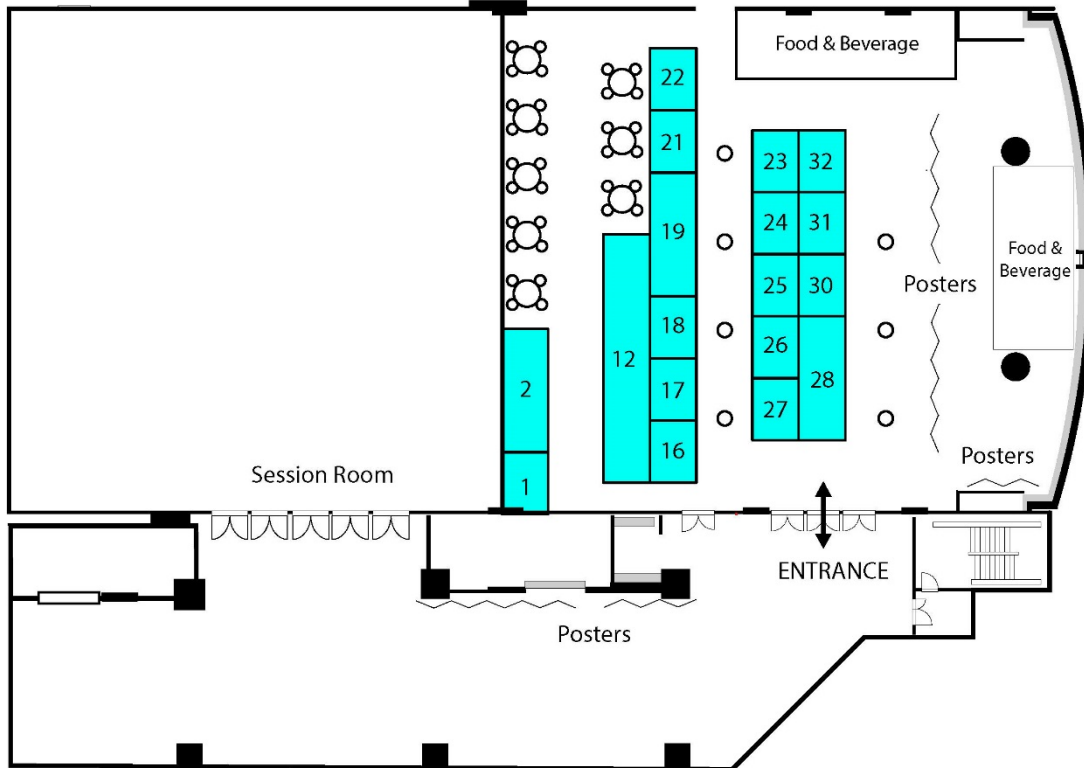 Food & Beverage
22
21
23
32
19
24
31
Food &
Beverage
25
30
Posters
18
26
12
28
2
17
27
16
Posters
Session Room
1
ENTRANCE
Posters